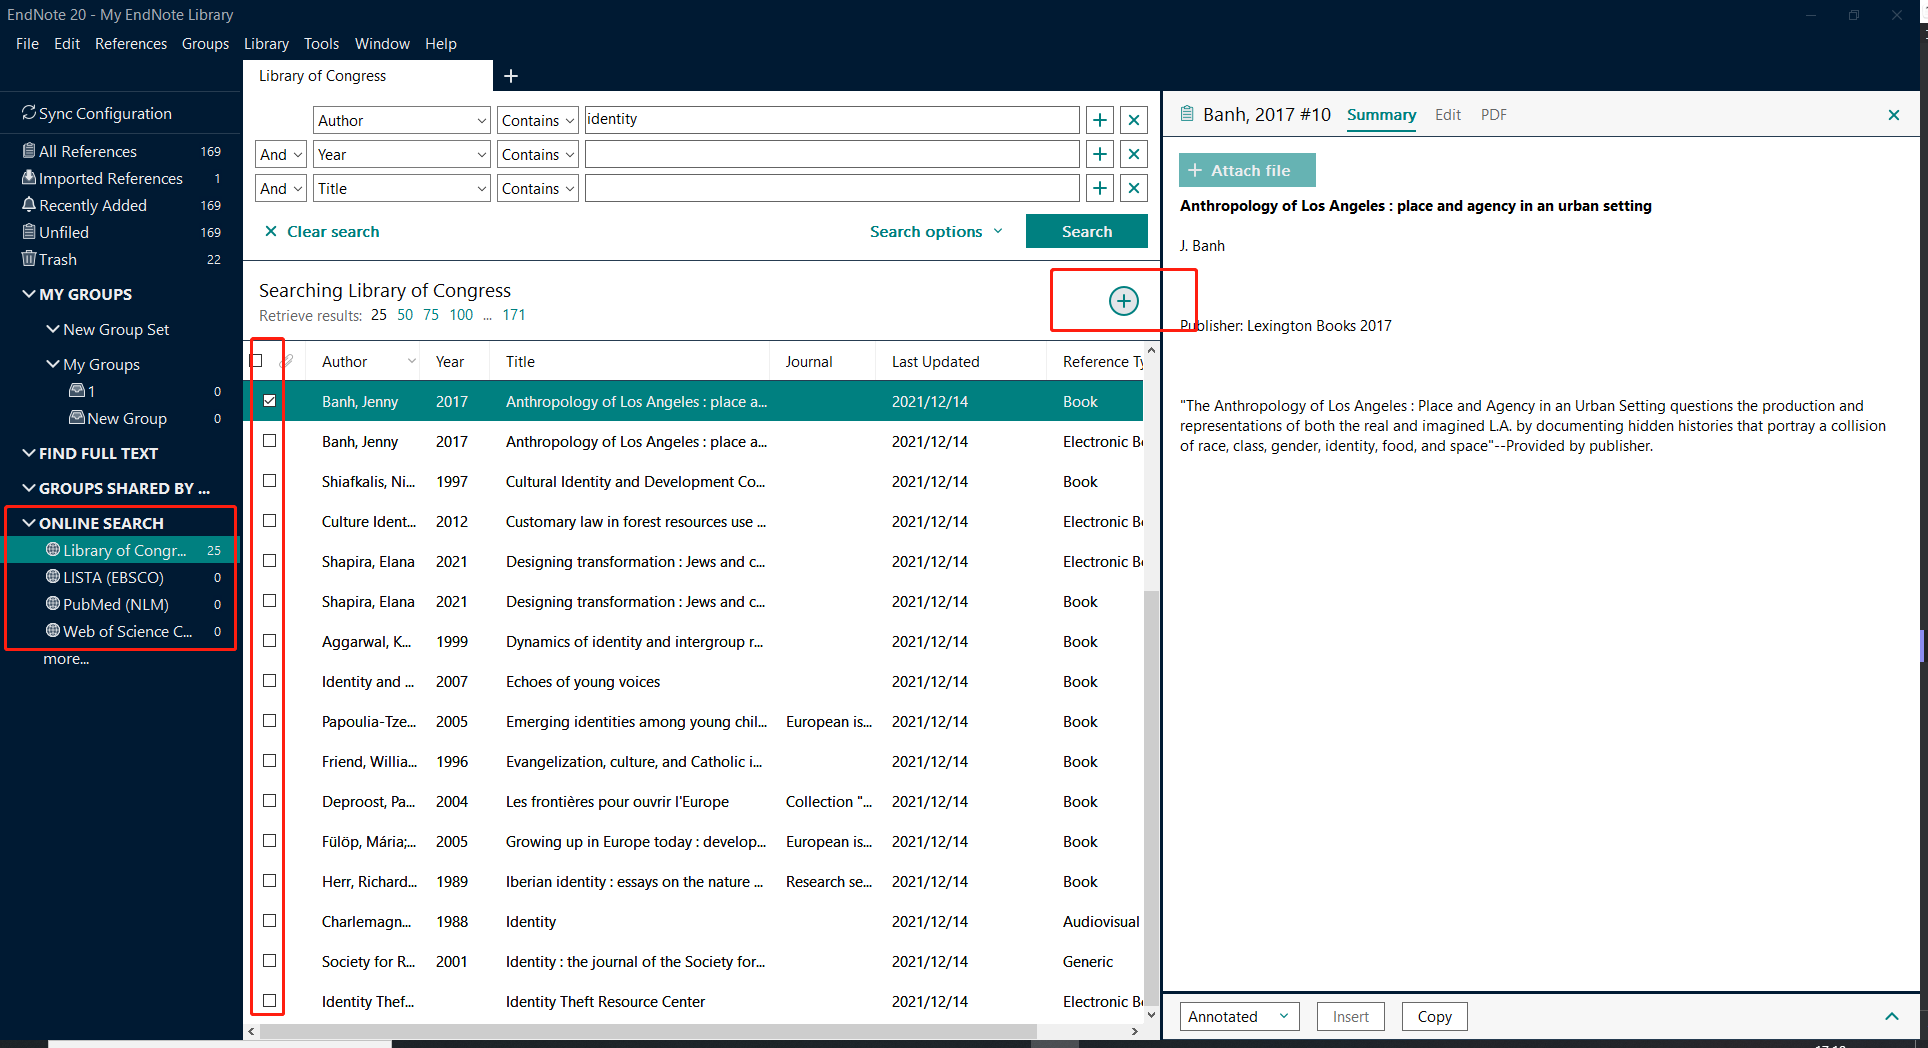 EndNote 20 - My EndNote Library
File Edit References Groups Library Tools Window Help
Sync Configuration
All References 169
Imported References 1
Recently Added 169
Unfiled 169
Trash 22
MY GROUPS
New Group Set
My Groups
1 0
New Group 0
FIND FULL TEXT
GROUPS SHARED BY ...
ONLINE SEARCH
Library of Congr... 25
LISTA (EBSCO) 0
PubMed (NLM) 0
Web of Science C... 0
more...
Library of Congress
Author Contains identity
And Year Contains
And Title Contains
Clear search Search options Search
Searching Library of Congress
Retrieve results: 25 50 75 100 ... 171
Author Year Title Journal Last Updated Reference Ty
Banh, Jenny 2017 Anthropology of Los Angeles : place a... 2021/12/14 Book
Banh, Jenny 2017 Anthropology of Los Angeles : place a... 2021/12/14 Electronic Bo
Shiafkalis, Ni... 1997 Cultural Identity and Development Co... 2021/12/14 Book
Culture Ident... 2012 Customary law in forest resources use ... 2021/12/14 Electronic Bo
Shapira, Elana 2021 Designing transformation : Jews and c... 2021/12/14 Electronic Bo
Shapira, Elana 2021 Designing transformation : Jews and c... 2021/12/14 Book
Aggarwal, K... 1999 Dynamics of identity and intergroup r... 2021/12/14 Book
Identity and ... 2007 Echoes of young voices 2021/12/14 Book
Papoulia-Tze... 2005 Emerging identities among young chil... European is... 2021/12/14 Book
Friend, Willia... 1996 Evangelization, culture, and Catholic i... 2021/12/14 Book
Deproost, Pa... 2004 Les frontières pour ouvrir l'Europe Collection "... 2021/12/14 Book
Fülöp, Mária;... 2005 Growing up in Europe today : develop... European is... 2021/12/14 Book
Herr, Richard... 1989 Iberian identity : essays on the nature ... Research se... 2021/12/14 Book
Charlemagn... 1988 Identity 2021/12/14 Audiovisual
Society for R... 2001 Identity : the journal of the Society for... 2021/12/14 Generic
Identity Thef... Identity Theft Resource Center 2021/12/14 Electronic Bo
Banh, 2017 #10 Summary Edit PDF
Attach file
Anthropology of Los Angeles : place and agency in an urban setting
J. Banh
Publisher: Lexington Books 2017
"The Anthropology of Los Angeles : Place and Agency in an Urban Setting questions the production and
representations of both the real and imagined L.A. by documenting hidden histories that portray a collision
of race, class, gender, identity, food, and space"--Provided by publisher.
Annotated Insert Copy